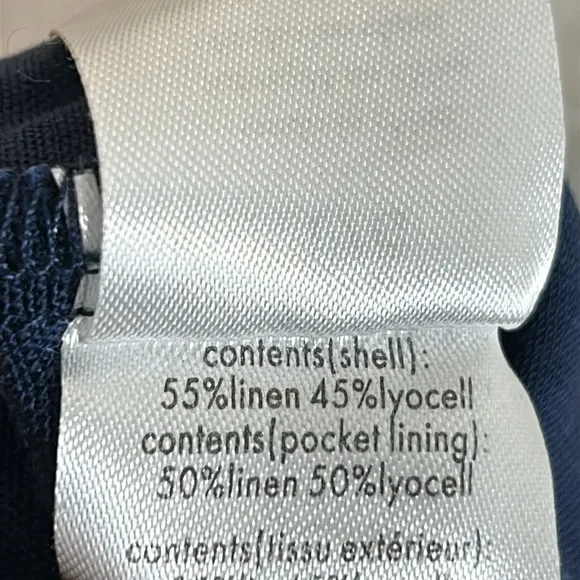 contents(shell):
55%linen 45%lyocell
contents(pocket lining):
50%linen 50%lyocell
contents(tissu extérieur):